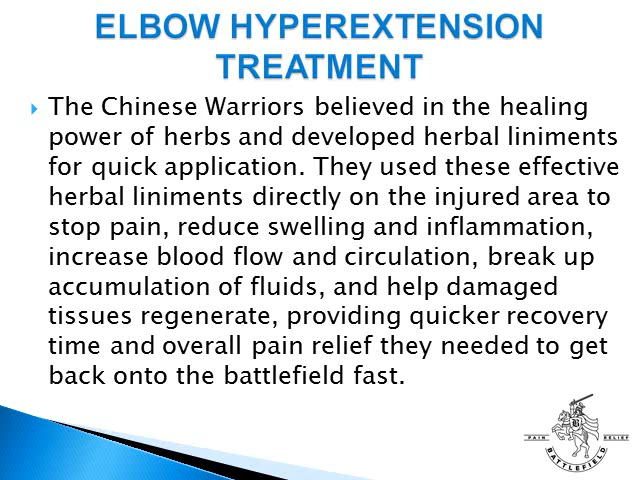 ELBOW HYPEREXTENSION
TREATMENT
The Chinese Warriors believed in the healing
power of herbs and developed herbal liniments
for quick application. They used these effective
herbal liniments directly on the injured area to
stop pain, reduce swelling and inflammation,
increase blood flow and circulation, break up
accumulation of fluids, and help damaged
tissues regenerate, providing quicker recovery
time and overall pain relief they needed to get
back onto the battlefield fast.
B
PAIN RELIEF
BATTLEFIELD